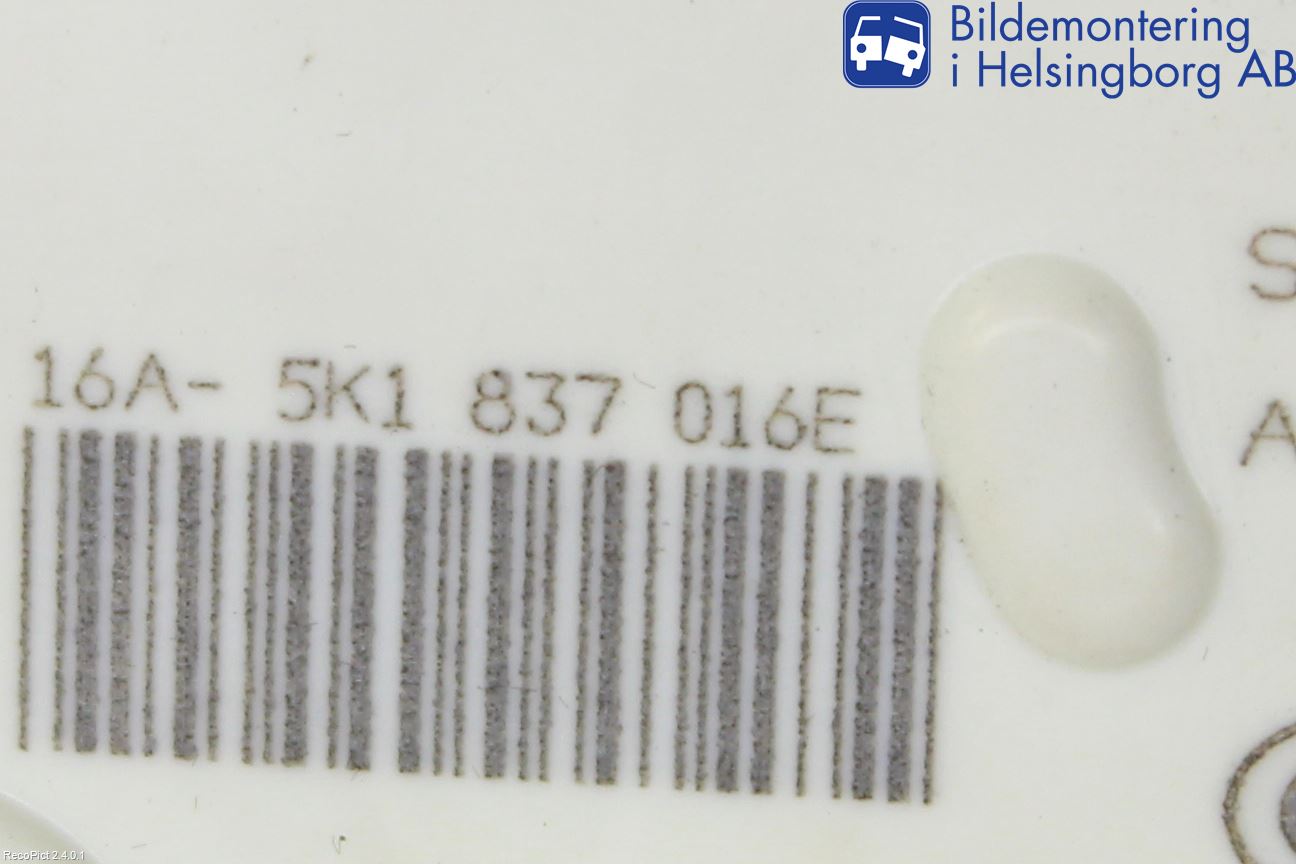 Bildemontering
i Helsingborg AB
S
16A- 5K1 837 016E
A
RecoPict 2.4.0.1